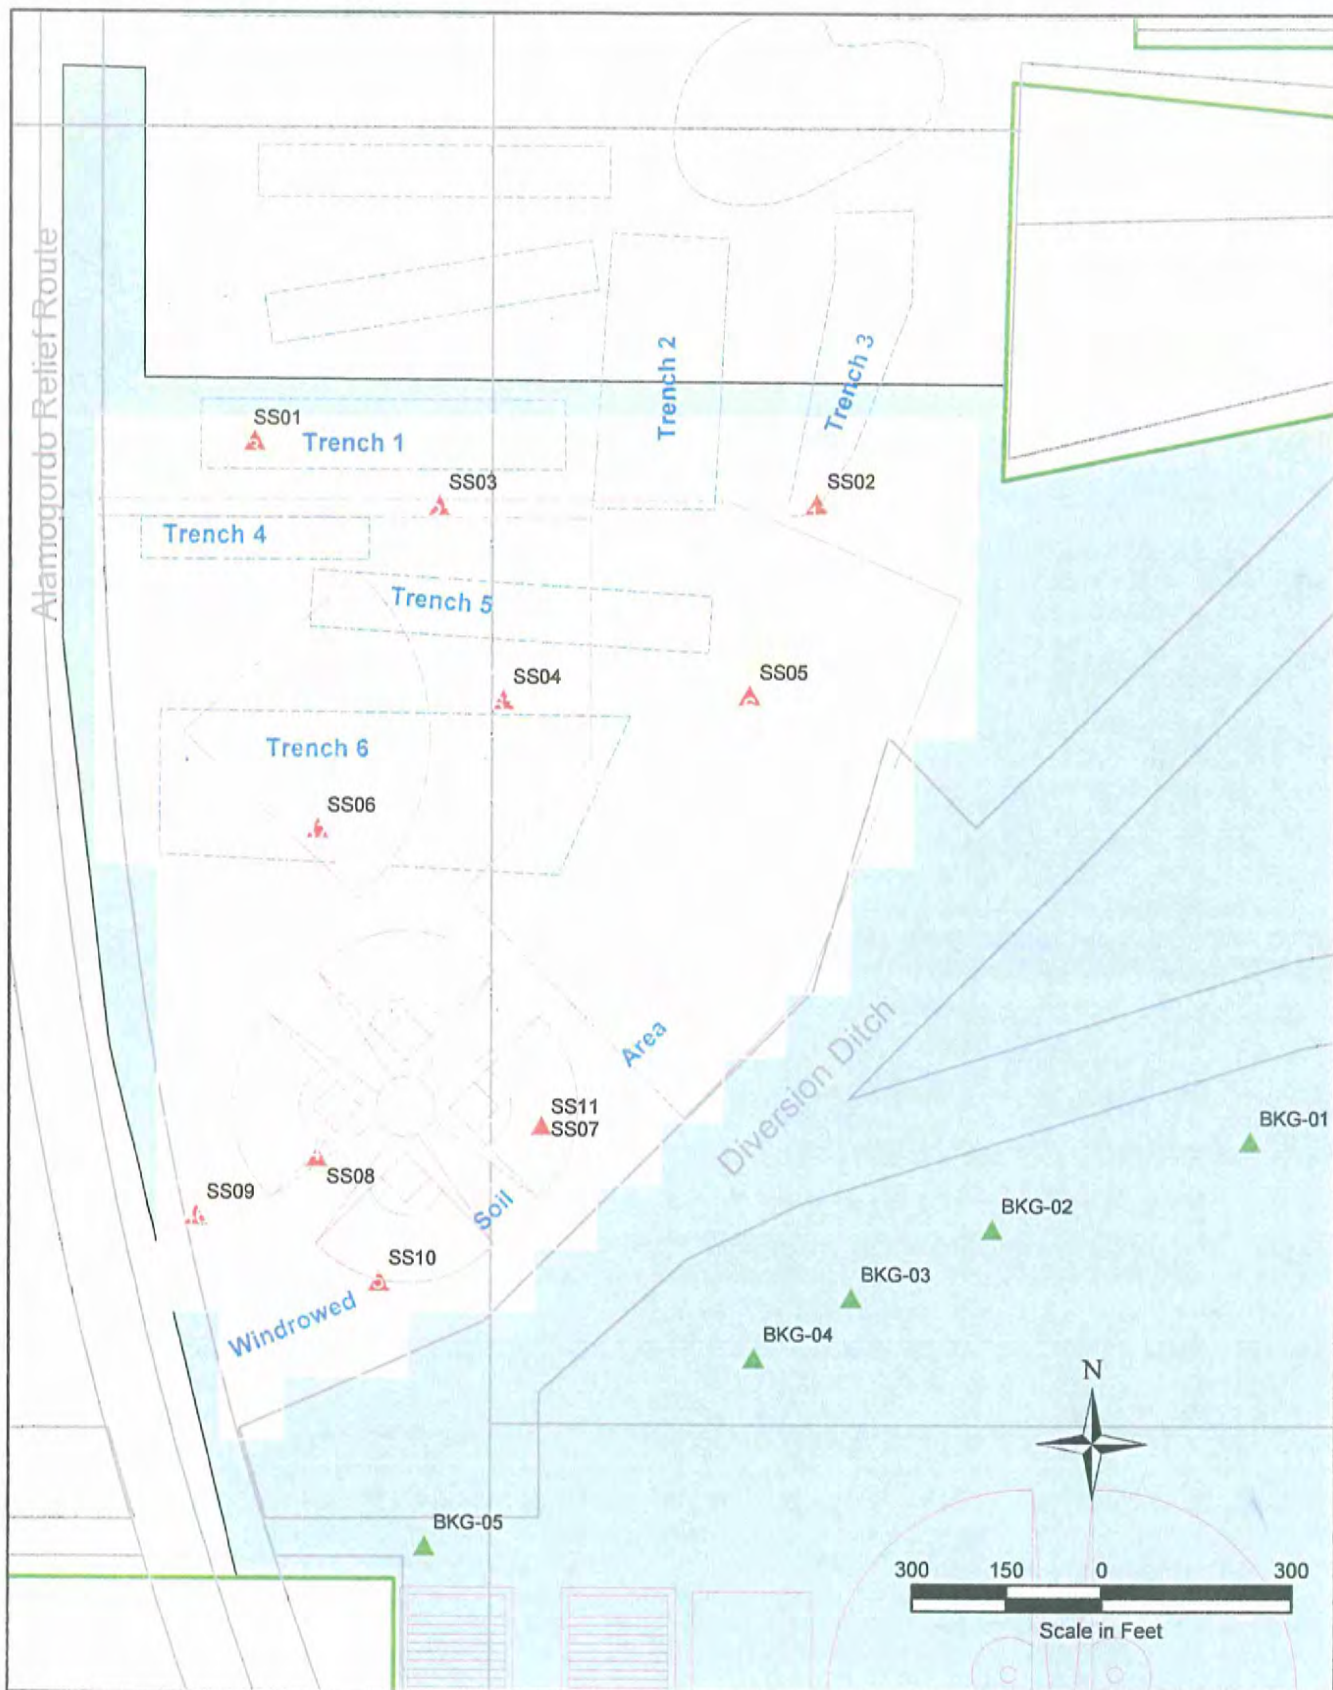 Alamogordo Relief Route
Trench 2
Trench 3
SS01
Trench 1
SS03
SS02
Trench 4
Trench 5
SS04
SS05
Trench 6
SS06
Area
Diversion Ditch
SS11
SS07
BKG-01
SS08
SS09
Soil
BKG-02
SS10
BKG-03
Windrowed
BKG-04
N
BKG-05
300 150 0 300
Scale in Feet